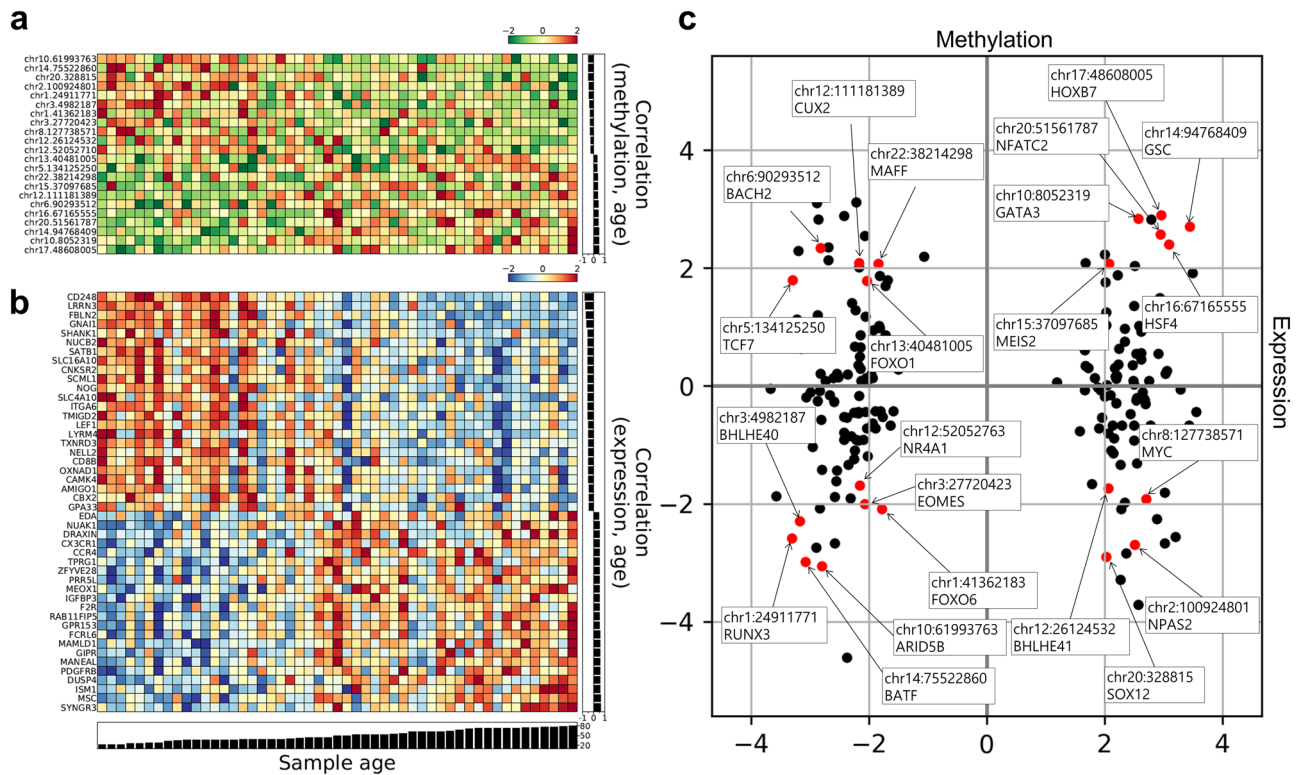 a
−2 0 2
chr10.61993763
chr14.75522860
chr20.328815
chr2.100924801
chr1.24911771
chr3.4982187
chr1.41362183
chr3.27720423
chr8.127738571
chr12.26124532
chr12.52052710
chr13.40481005
chr5.134125250
chr22.38214298
chr15.37097685
chr12.111181389
chr6.90293512
chr16.67165555
chr20.51561787
chr14.94768409
chr10.8052319
chr17.48608005
Correlation
(methylation, age)
-1 0 1
−2 0 2
b
CD248
LRRN3
FBLN2
GNAI1
SHANK1
NUCB2
SATB1
SLC16A10
CNKSR2
SCML1
NOG
SLC4A10
ITGA6
TMIGD2
LEF1
LYRM4
TXNRD3
NELL2
CD8B
OXNAD1
CAMK4
AMIGO1
CBX2
GPA33
EDA
NUAK1
DRAXIN
CX3CR1
CCR4
TPRG1
ZFYVE28
PRR5L
MEOX1
IGFBP3
F2R
RAB11FIP5
GPR153
FCRL6
MAMLD1
GIPR
MANEAL
PDGFRB
DUSP4
ISM1
MSC
SYNGR3
Correlation
(expression, age)
-1 0 1
80
50
20
Sample age
c
Methylation
Expression
4
2
0
−2
−4
−4 −2 0 2 4
chr12:111181389
CUX2
chr17:48608005
HOXB7
chr20:51561787
NFATC2
chr14:94768409
GSC
chr22:38214298
MAFF
chr6:90293512
BACH2
chr10:8052319
GATA3
chr5:134125250
TCF7
chr13:40481005
FOXO1
chr15:37097685
MEIS2
chr16:67165555
HSF4
chr3:4982187
BHLHE40
chr12:52052763
NR4A1
chr8:127738571
MYC
chr3:27720423
EOMES
chr1:41362183
FOXO6
chr1:24911771
RUNX3
chr10:61993763
ARID5B
chr14:75522860
BATF
chr2:100924801
NPAS2
chr12:26124532
BHLHE41
chr20:328815
SOX12